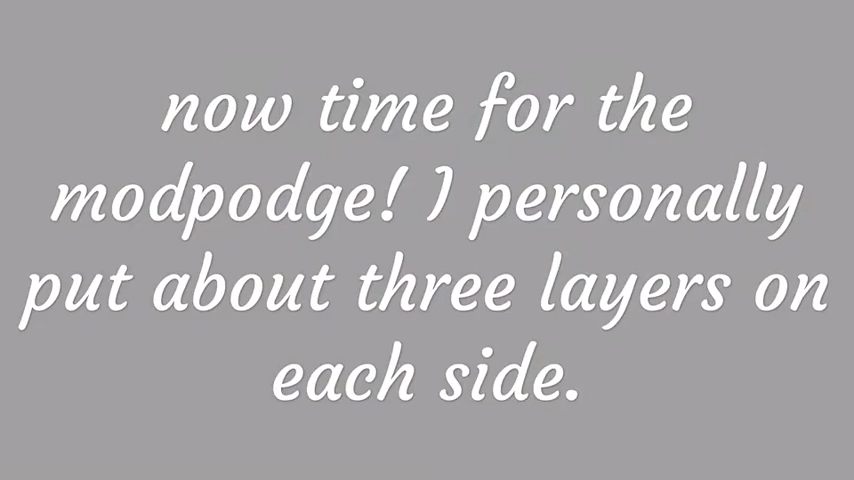 now time for the
modpodge! I personally
put about three layers on
each side.